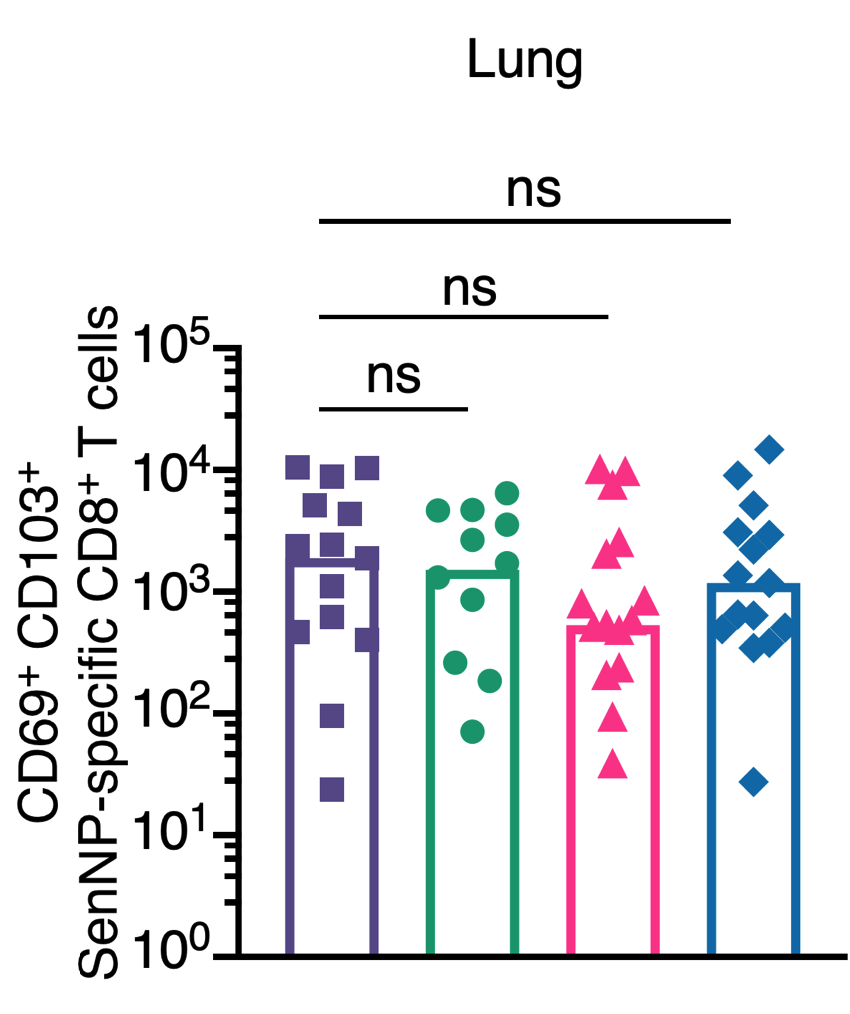 Lung
ns
ns
ns
CD69⁺ CD103⁺
SenNP-specific CD8⁺ T cells
10⁵
10⁴
10³
10²
10¹
10⁰